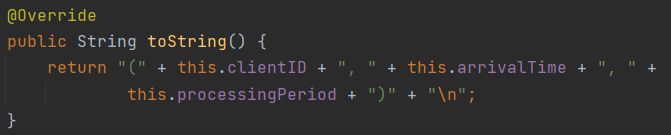 @Override
public String toString() {
    return "(" + this.clientID + ", " + this.arrivalTime + ", " +
            this.processingPeriod + ")" + "\n";
}